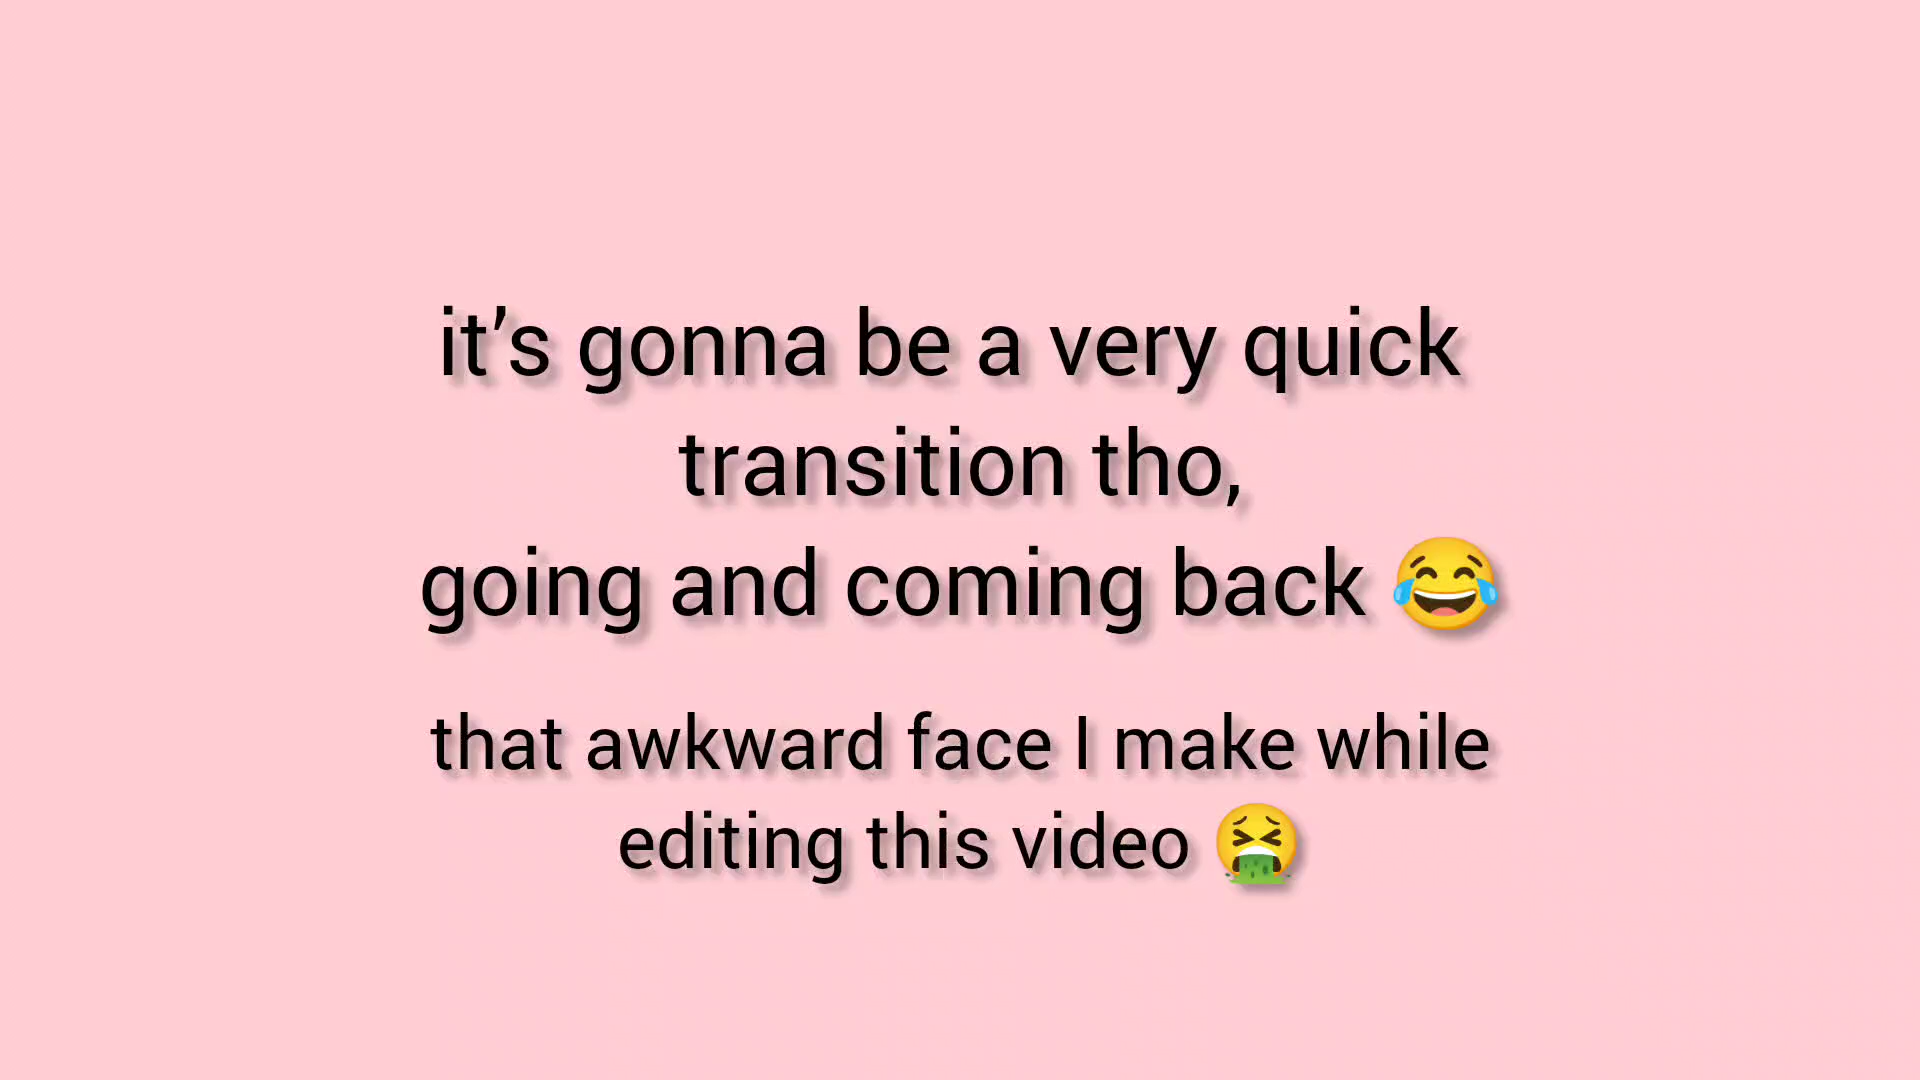 it’s gonna be a very quick
transition tho,
going and coming back 😂
that awkward face I make while
editing this video 🤮